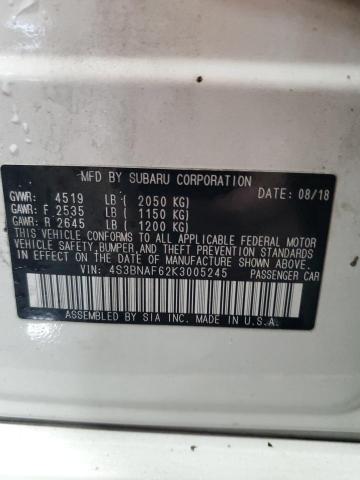 MFD BY SUBARU CORPORATION
GVWR: 4519 LB ( 2050 KG) DATE: 08/18
GAWR: F 2535 LB ( 1150 KG)
GAWR: R 2645 LB ( 1200 KG)
THIS VEHICLE CONFORMS TO ALL APPLICABLE FEDERAL MOTOR
VEHICLE SAFETY, BUMPER, AND THEFT PREVENTION STANDARDS
IN EFFECT ON THE DATE OF MANUFACTURE SHOWN ABOVE.
VIN: 4S3BNAF62K3005245 PASSENGER CAR
ASSEMBLED BY SIA INC. MADE IN U.S.A.